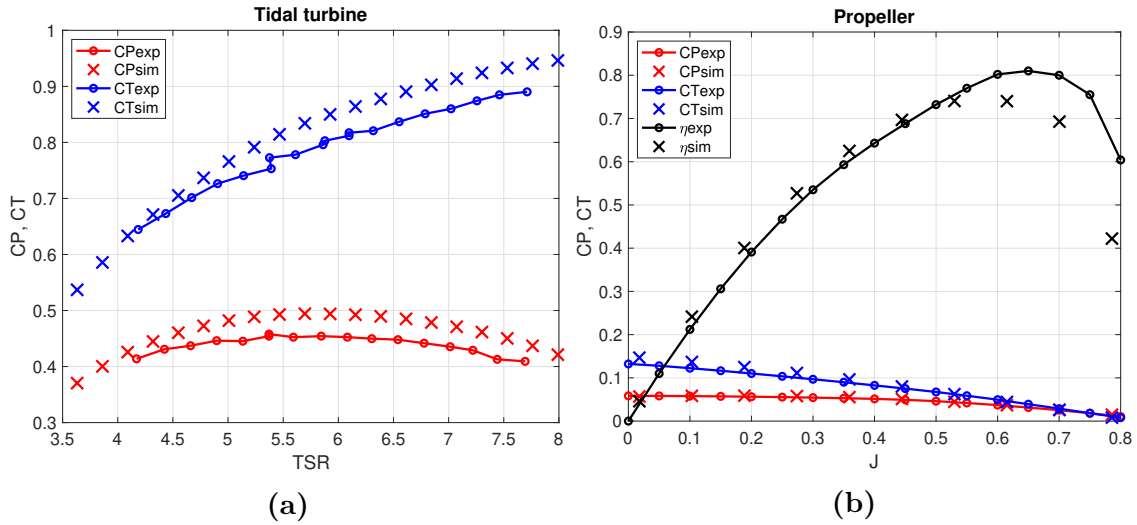 Tidal turbine
1
0.9
0.8
0.7
0.6
0.5
0.4
0.3
CP, CT
CPexp
CPsim
CTexp
CTsim
3.5 4 4.5 5 5.5 6 6.5 7 7.5 8
TSR
(a)
Propeller
0.9
0.8
0.7
0.6
0.5
0.4
0.3
0.2
0.1
0
CP, CT
CPexp
CPsim
CTexp
CTsim
ηexp
ηsim
0 0.1 0.2 0.3 0.4 0.5 0.6 0.7 0.8
J
(b)